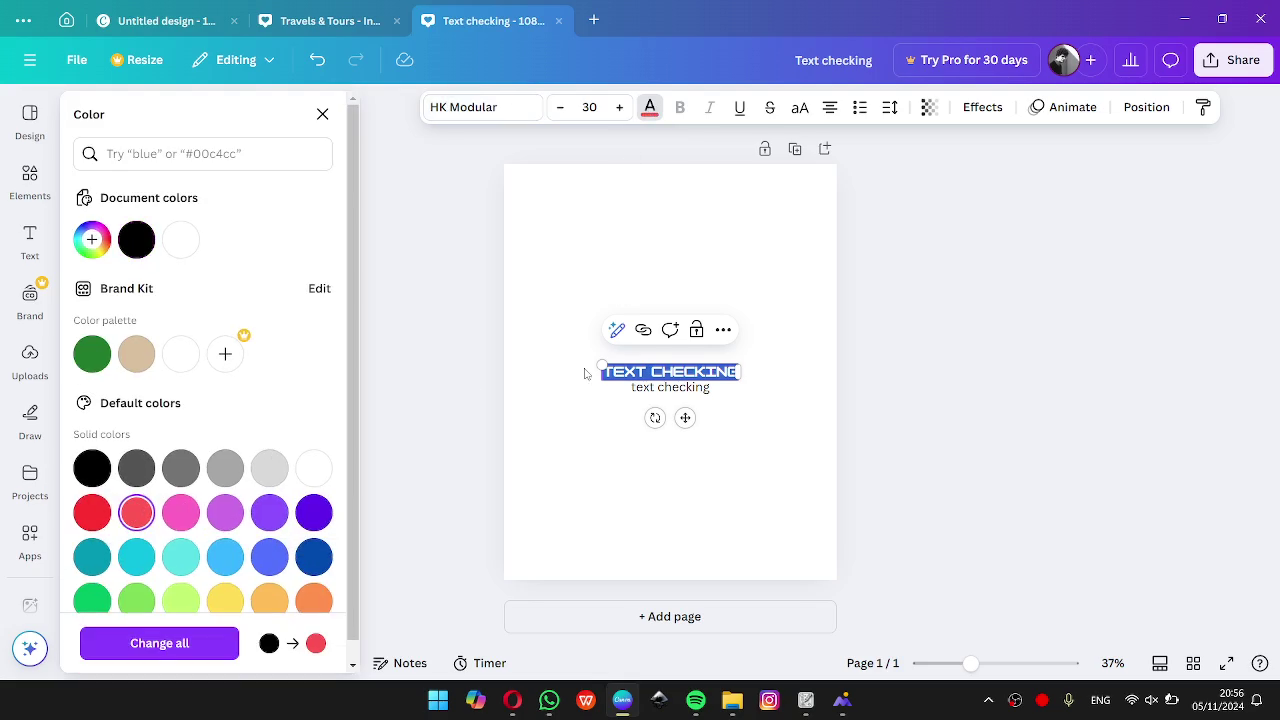 Untitled design - 1...
Travels & Tours - In...
Text checking - 108...
File
Resize
Editing
Text checking
Try Pro for 30 days
Share
Design
Elements
Text
Brand
Uploads
Draw
Projects
Apps
Color
Try “blue” or “#00c4cc”
Document colors
Brand Kit
Edit
Color palette
Default colors
Solid colors
Change all
HK Modular
– 30 +
A B I U S aA
Effects
Animate
Position
TEXT CHECKING
text checking
+ Add page
Notes
Timer
Page 1 / 1
37%
ENG
20:56
05/11/2024